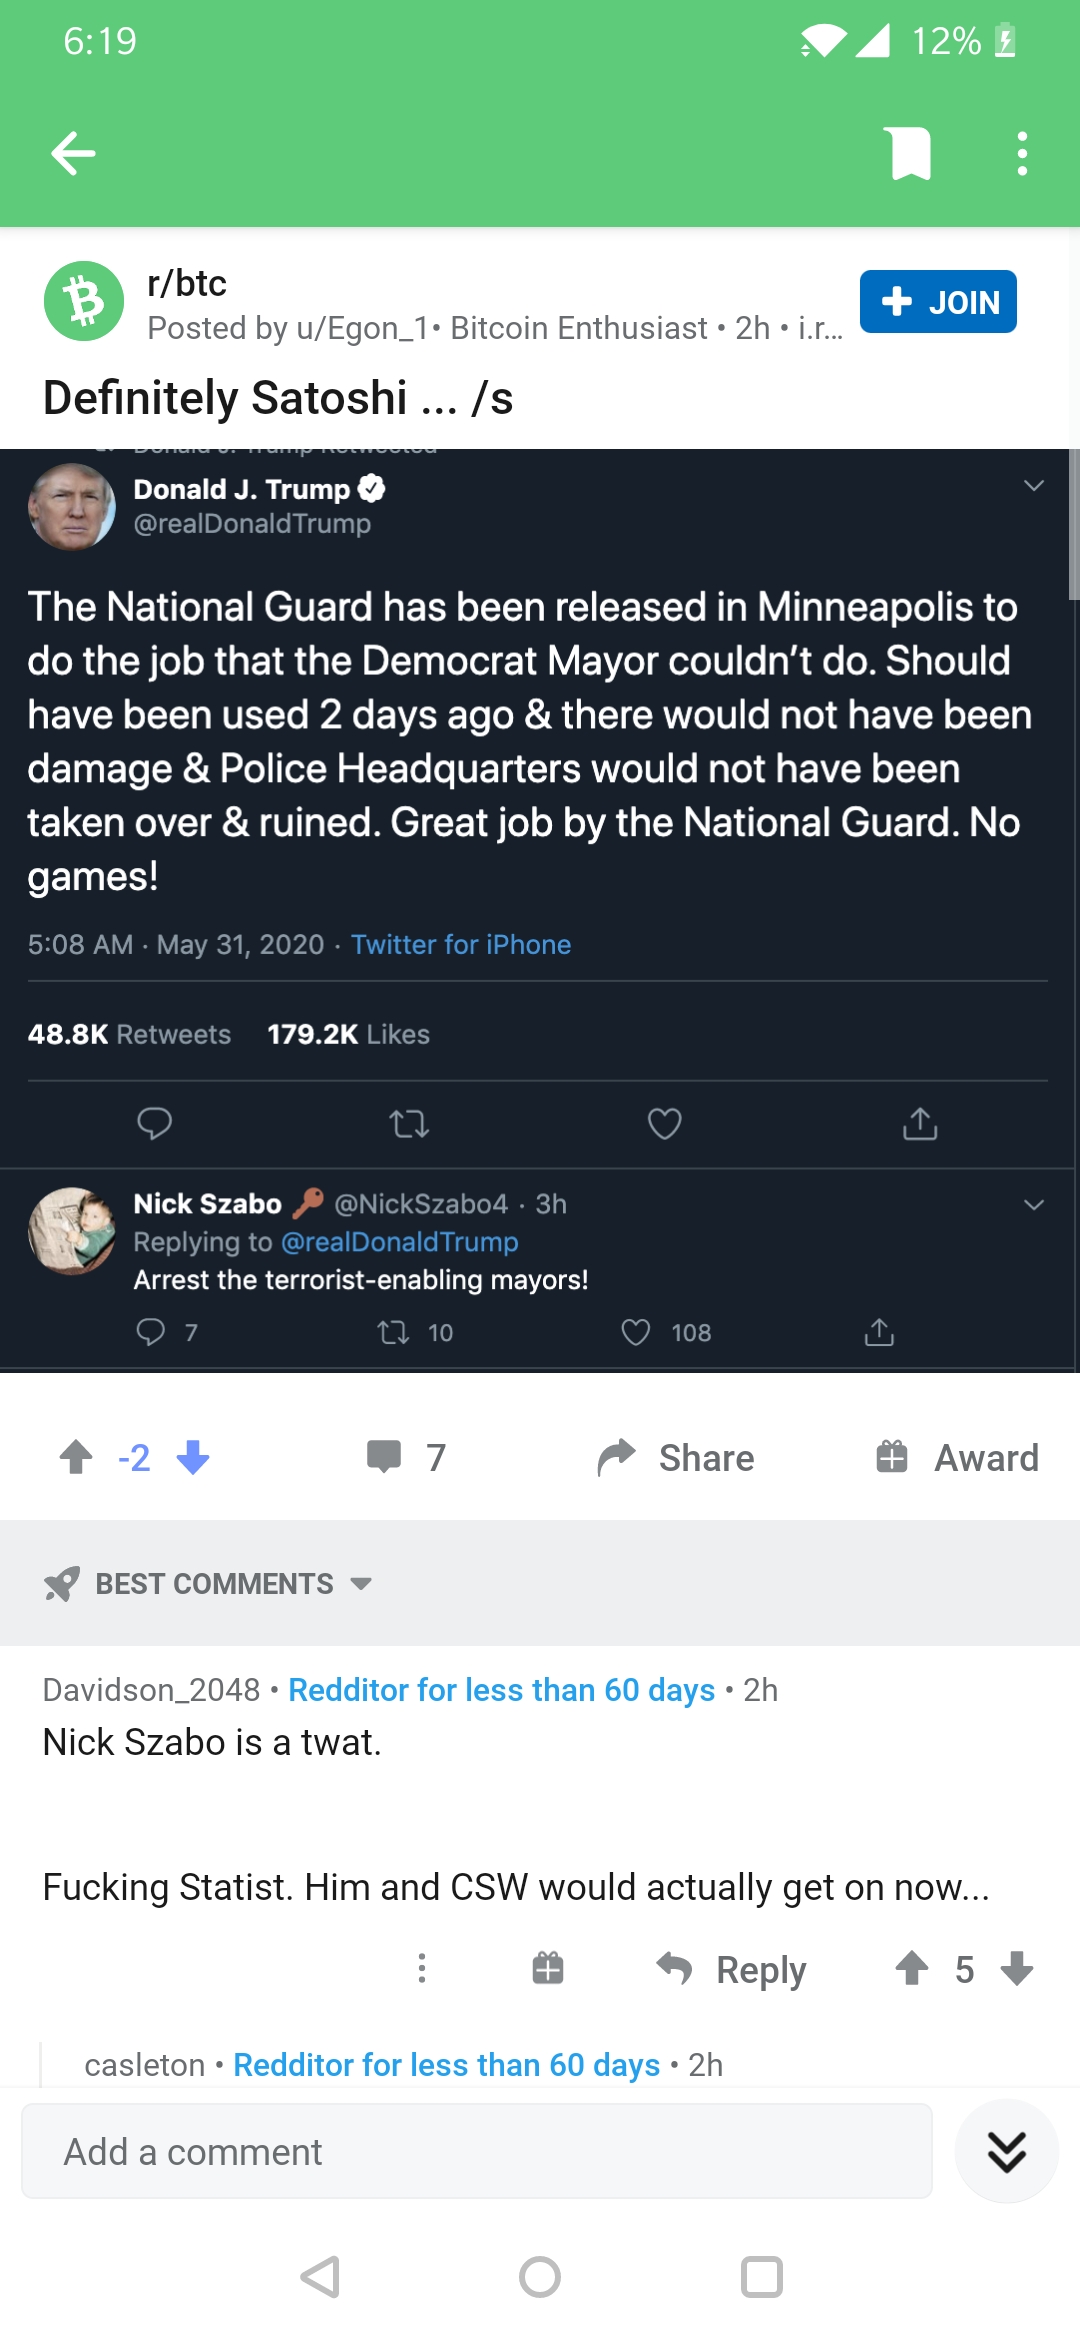 6:19
12%
r/btc
Posted by u/Egon_1• Bitcoin Enthusiast • 2h • i.r...
+ JOIN
Definitely Satoshi ... /s
Donald J. Trump Retweeted
Donald J. Trump
@realDonaldTrump
The National Guard has been released in Minneapolis to
do the job that the Democrat Mayor couldn't do. Should
have been used 2 days ago & there would not have been
damage & Police Headquarters would not have been
taken over & ruined. Great job by the National Guard. No
games!
5:08 AM · May 31, 2020 · Twitter for iPhone
48.8K Retweets 179.2K Likes
Nick Szabo 🔑 @NickSzabo4 · 3h
Replying to @realDonaldTrump
Arrest the terrorist-enabling mayors!
7 10 108
-2 7 Share Award
BEST COMMENTS
Davidson_2048 • Redditor for less than 60 days • 2h
Nick Szabo is a twat.
Fucking Statist. Him and CSW would actually get on now...
Reply 5
casleton • Redditor for less than 60 days • 2h
Add a comment